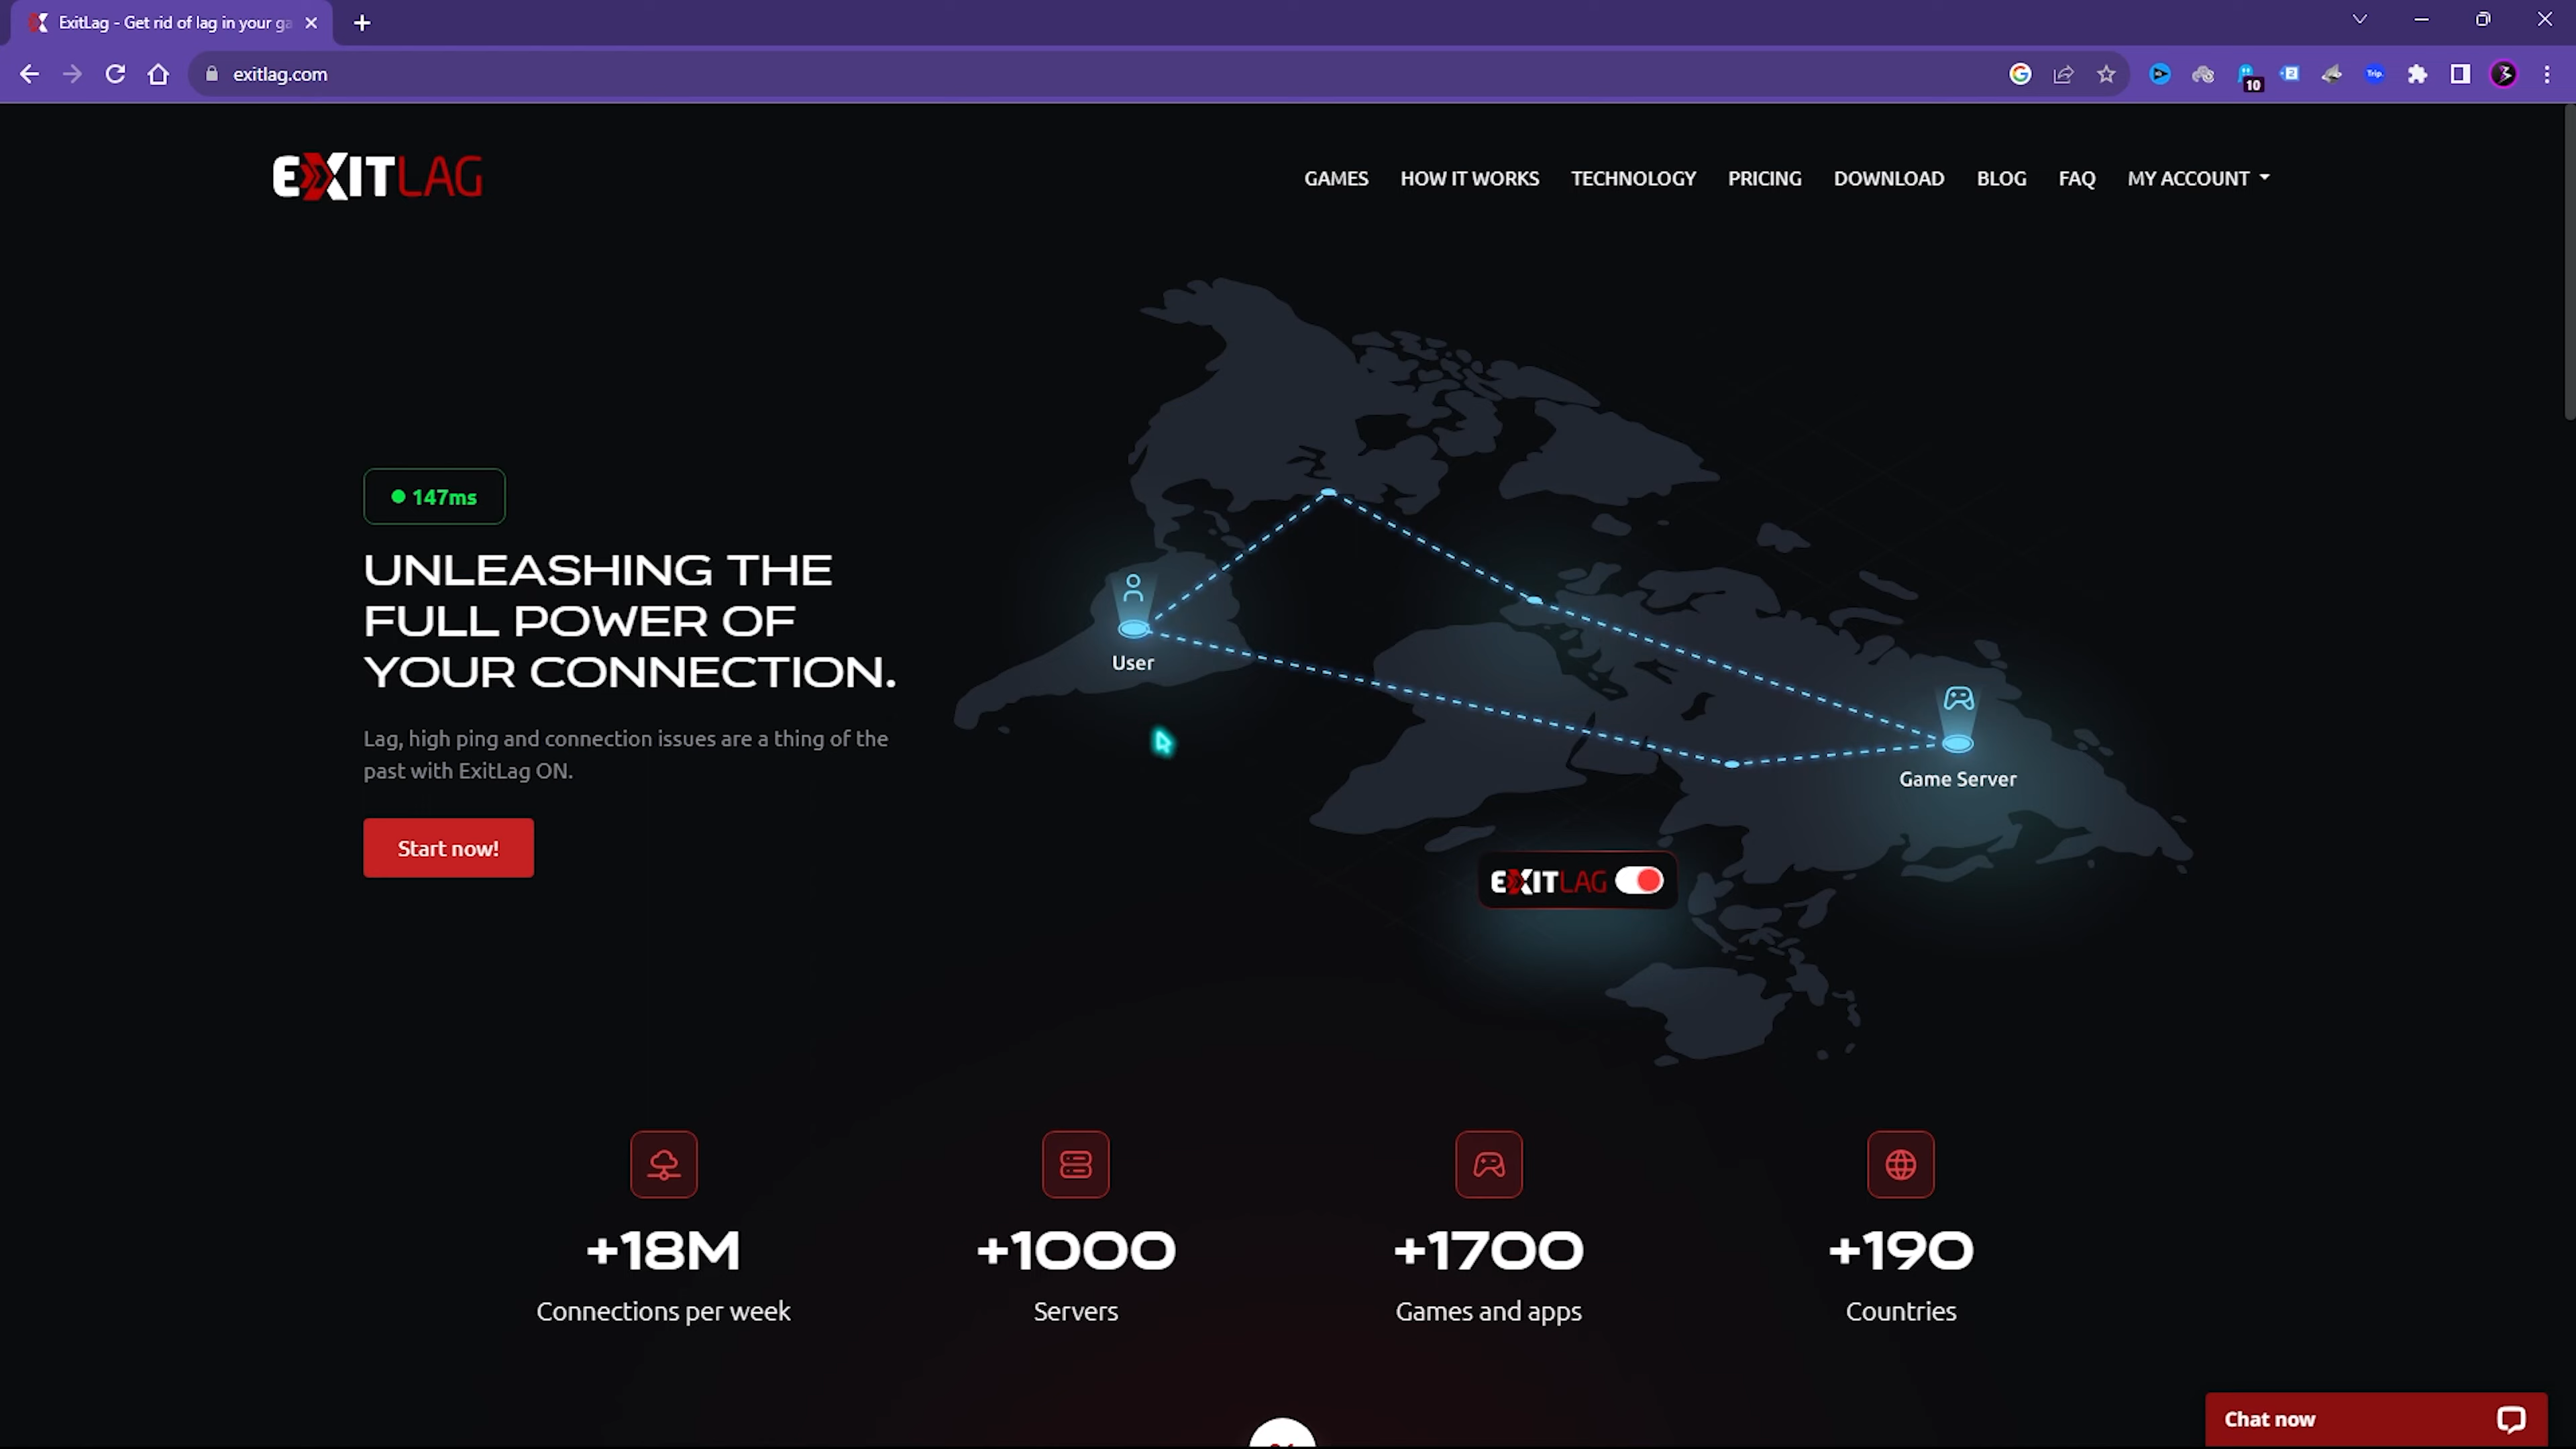 ExitLag - Get rid of lag in your ga
exitlag.com
10
Trip.
EXITLAG
GAMES HOW IT WORKS TECHNOLOGY PRICING DOWNLOAD BLOG FAQ MY ACCOUNT
147ms
UNLEASHING THE
FULL POWER OF
YOUR CONNECTION.
Lag, high ping and connection issues are a thing of the
past with ExitLag ON.
Start now!
User
Game Server
EXITLAG
+18M
Connections per week
+1000
Servers
+1700
Games and apps
+190
Countries
Chat now